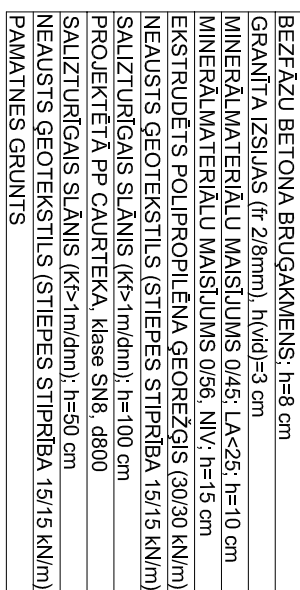 BEZFĀZU BETONA BRUĢAKMENS; h=8 cm
GRANĪTA IZSIJAS (fr 2/8mm), h(vid)=3 cm
MINERĀLMATERIĀLU MAISĪJUMS 0/45; LA<25; h=10 cm
MINERĀLMATERIĀLU MAISĪJUMS 0/56, NIV; h=15 cm
EKSTRUDĒTS POLIPROPILĒNA ĢEOREŽĢIS (30/30 kN/m)
NEAUSTS ĢEOTEKSTILS (STIEPES STIPRĪBA 15/15 kN/m)
SALIZTURĪGAIS SLĀNIS (Kf>1m/dnn); h=100 cm
PROJEKTĒTĀ PP CAURTEKA, klase SN8, d800
SALIZTURĪGAIS SLĀNIS (Kf>1m/dnn); h=50 cm
NEAUSTS ĢEOTEKSTILS (STIEPES STIPRĪBA 15/15 kN/m)
PAMATNES GRUNTS